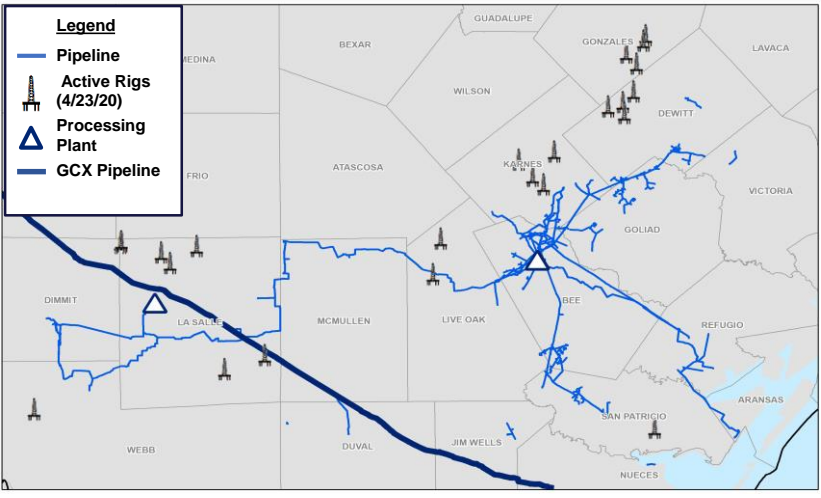 Legend
Pipeline
Active Rigs
(4/23/20)
Processing
Plant
GCX Pipeline
GUADALUPE
GONZALES
LAVACA
BEXAR
MEDINA
WILSON
DEWITT
FRIO
ATASCOSA
KARNES
VICTORIA
GOLIAD
DIMMIT
LA SALLE
MCMULLEN
LIVE OAK
BEE
REFUGIO
ARANSAS
SAN PATRICIO
WEBB
DUVAL
JIM WELLS
NUECES